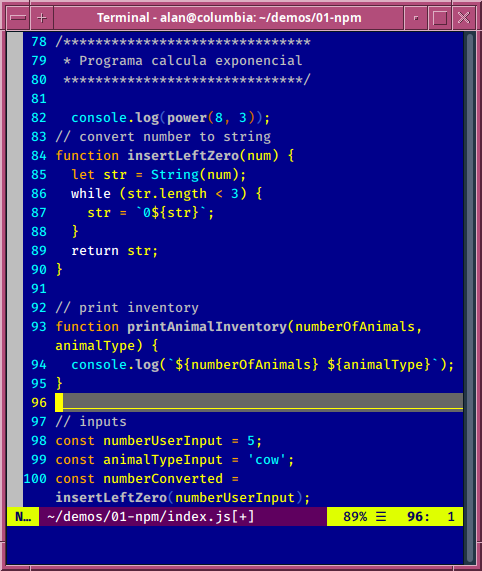 Terminal - alan@columbia: ~/demos/01-npm
78 /*******************************
79  * Programa calcula exponencial
80  ******************************/
81
82   console.log(power(8, 3));
83 // convert number to string
84 function insertLeftZero(num) {
85   let str = String(num);
86   while (str.length < 3) {
87     str = `0${str}`;
88   }
89   return str;
90 }
91
92 // print inventory
93 function printAnimalInventory(numberOfAnimals,
animalType) {
94   console.log(`${numberOfAnimals} ${animalType}`);
95 }
96
97 // inputs
98 const numberUserInput = 5;
99 const animalTypeInput = 'cow';
100 const numberConverted =
insertLeftZero(numberUserInput);
N… ~/demos/01-npm/index.js[+] 89% ☰ 96: 1